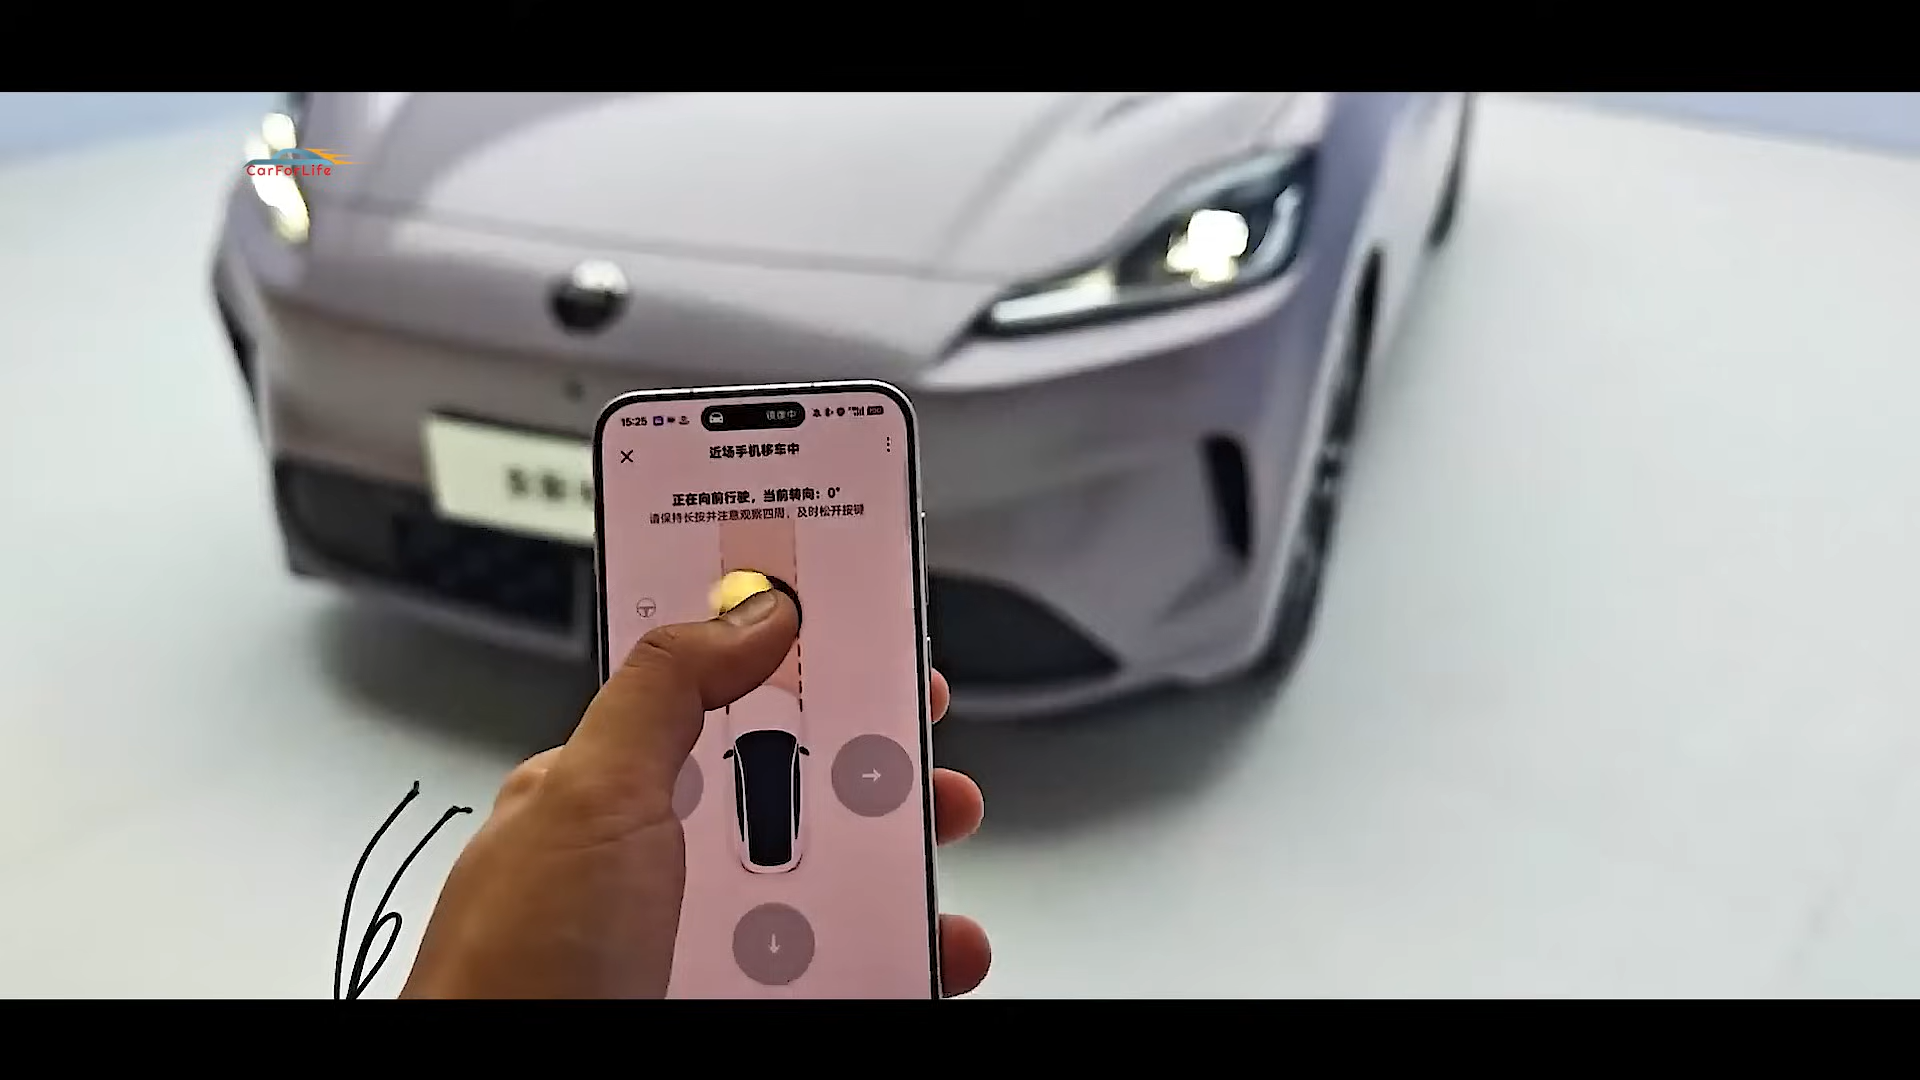 CarForLife
15:25
近场手机移车中
正在向前行驶，当前转向：0°
请保持长按并注意观察四周，及时松开按键